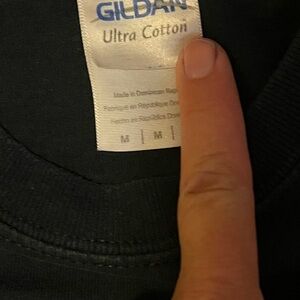 GILDAN
Ultra Cotton
Made in Dominican
Fabriqué en République
Hecho en República
M | M |